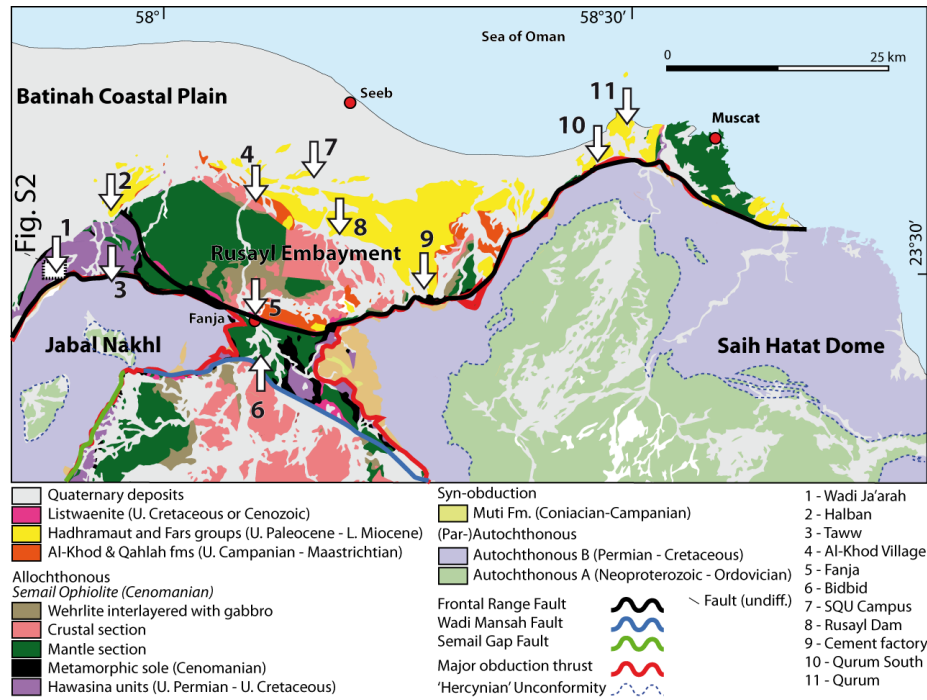 58°
58°30'
Sea of Oman
25 km
Batinah Coastal Plain
Seeb
11
10
Muscat
7
4
2
Fig. S2
1
8
9
Rusayl Embayment
23°30'
3
5
Fanja
Jabal Nakhl
Saih Hatat Dome
6
Quaternary deposits
Listwaenite (U. Cretaceous or Cenozoic)
Hadhramaut and Fars groups (U. Paleocene - L. Miocene)
Al-Khod & Qahlah fms (U. Campanian - Maastrichtian)
Allochthonous
Semail Ophiolite (Cenomanian)
Wehrlite interlayered with gabbro
Crustal section
Mantle section
Metamorphic sole (Cenomanian)
Hawasina units (U. Permian - U. Cretaceous)
Syn-obduction
Muti Fm. (Coniacian-Campanian)
(Par-)Autochthonous
Autochthonous B (Permian - Cretaceous)
Autochthonous A (Neoproterozoic - Ordovician)
Frontal Range Fault
Wadi Mansah Fault
Semail Gap Fault
Major obduction thrust
'Hercynian' Unconformity
Fault (undiff.)
1 - Wadi Ja'arah
2 - Halban
3 - Taww
4 - Al-Khod Village
5 - Fanja
6 - Bidbid
7 - SQU Campus
8 - Rusayl Dam
9 - Cement factory
10 - Qurum South
11 - Qurum